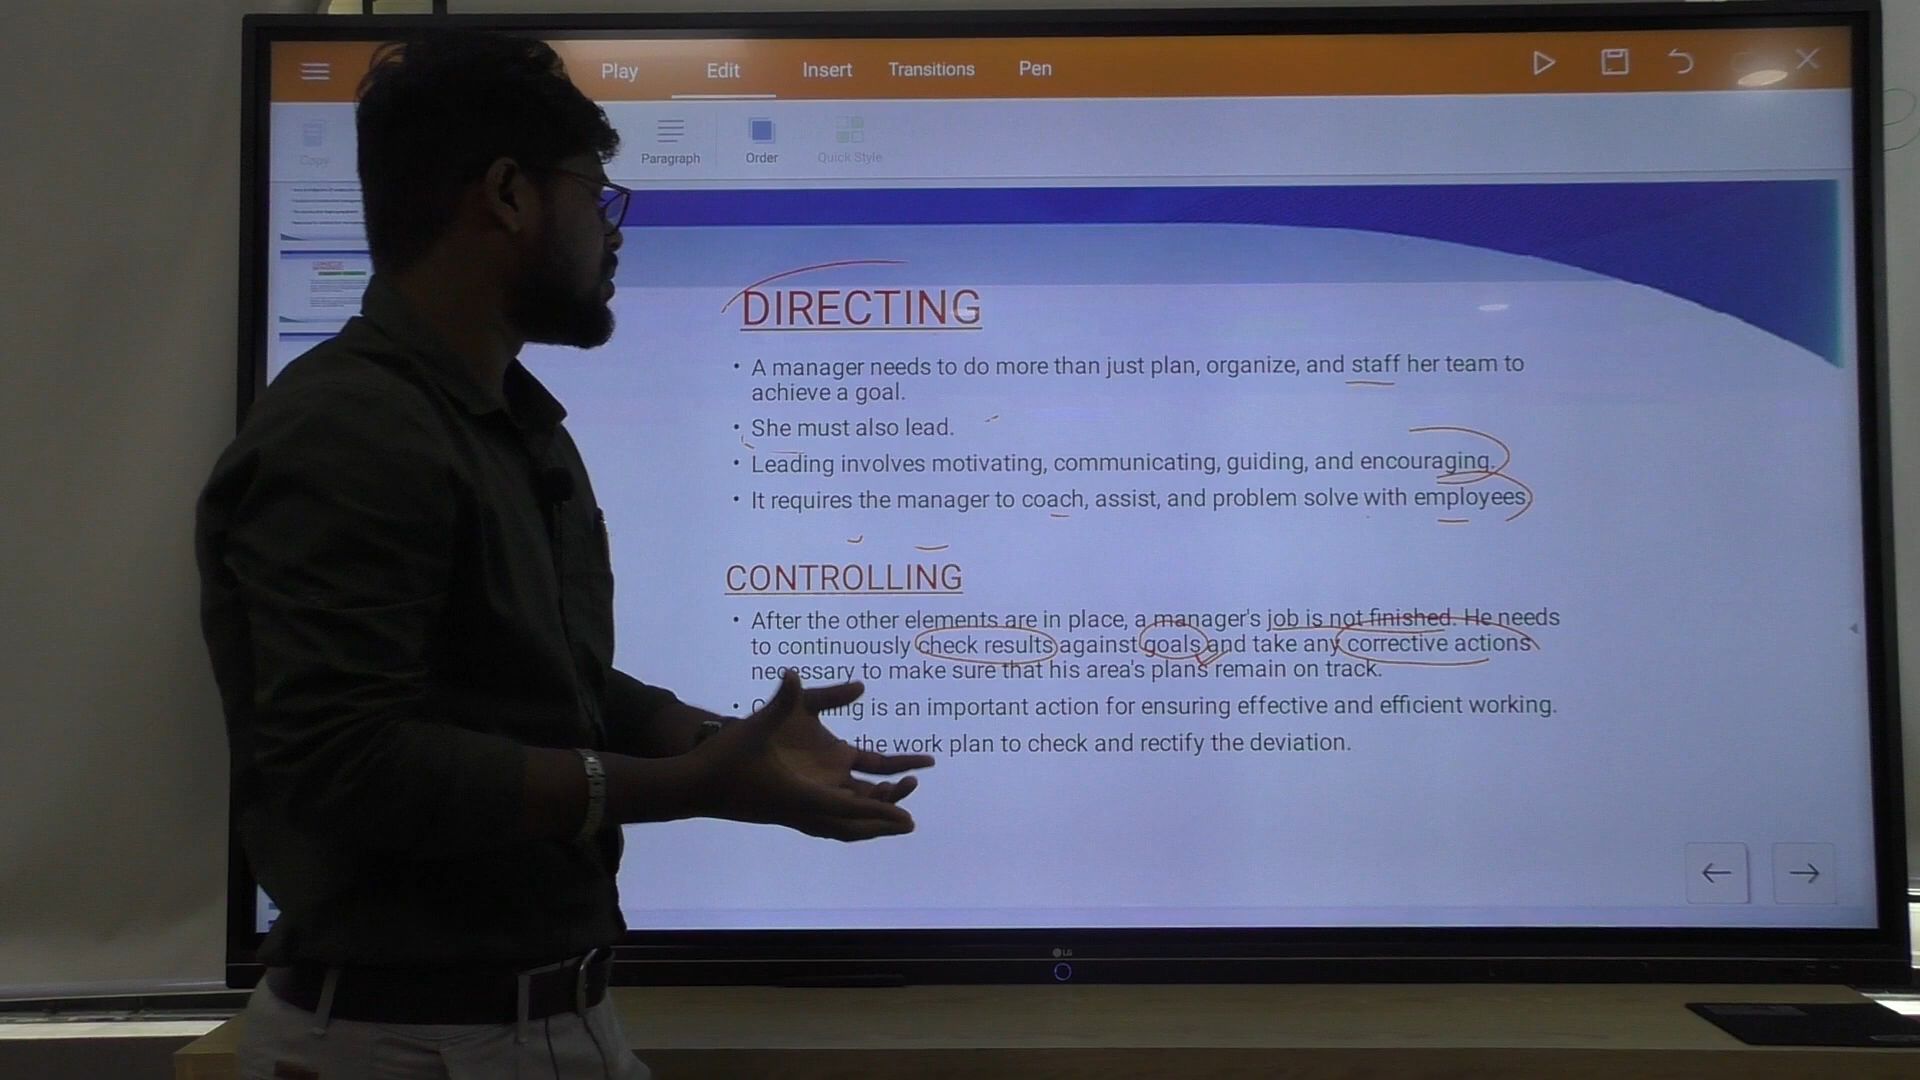 Play Edit Insert Transitions Pen
Copy Paragraph Order Quick Style
DIRECTING
• A manager needs to do more than just plan, organize, and staff her team to
achieve a goal.
• She must also lead.
• Leading involves motivating, communicating, guiding, and encouraging.
• It requires the manager to coach, assist, and problem solve with employees
CONTROLLING
• After the other elements are in place, a manager's job is not finished. He needs
to continuously check results against goals and take any corrective actions
necessary to make sure that his area's plans remain on track.
• is an important action for ensuring effective and efficient working.
the work plan to check and rectify the deviation.
LG